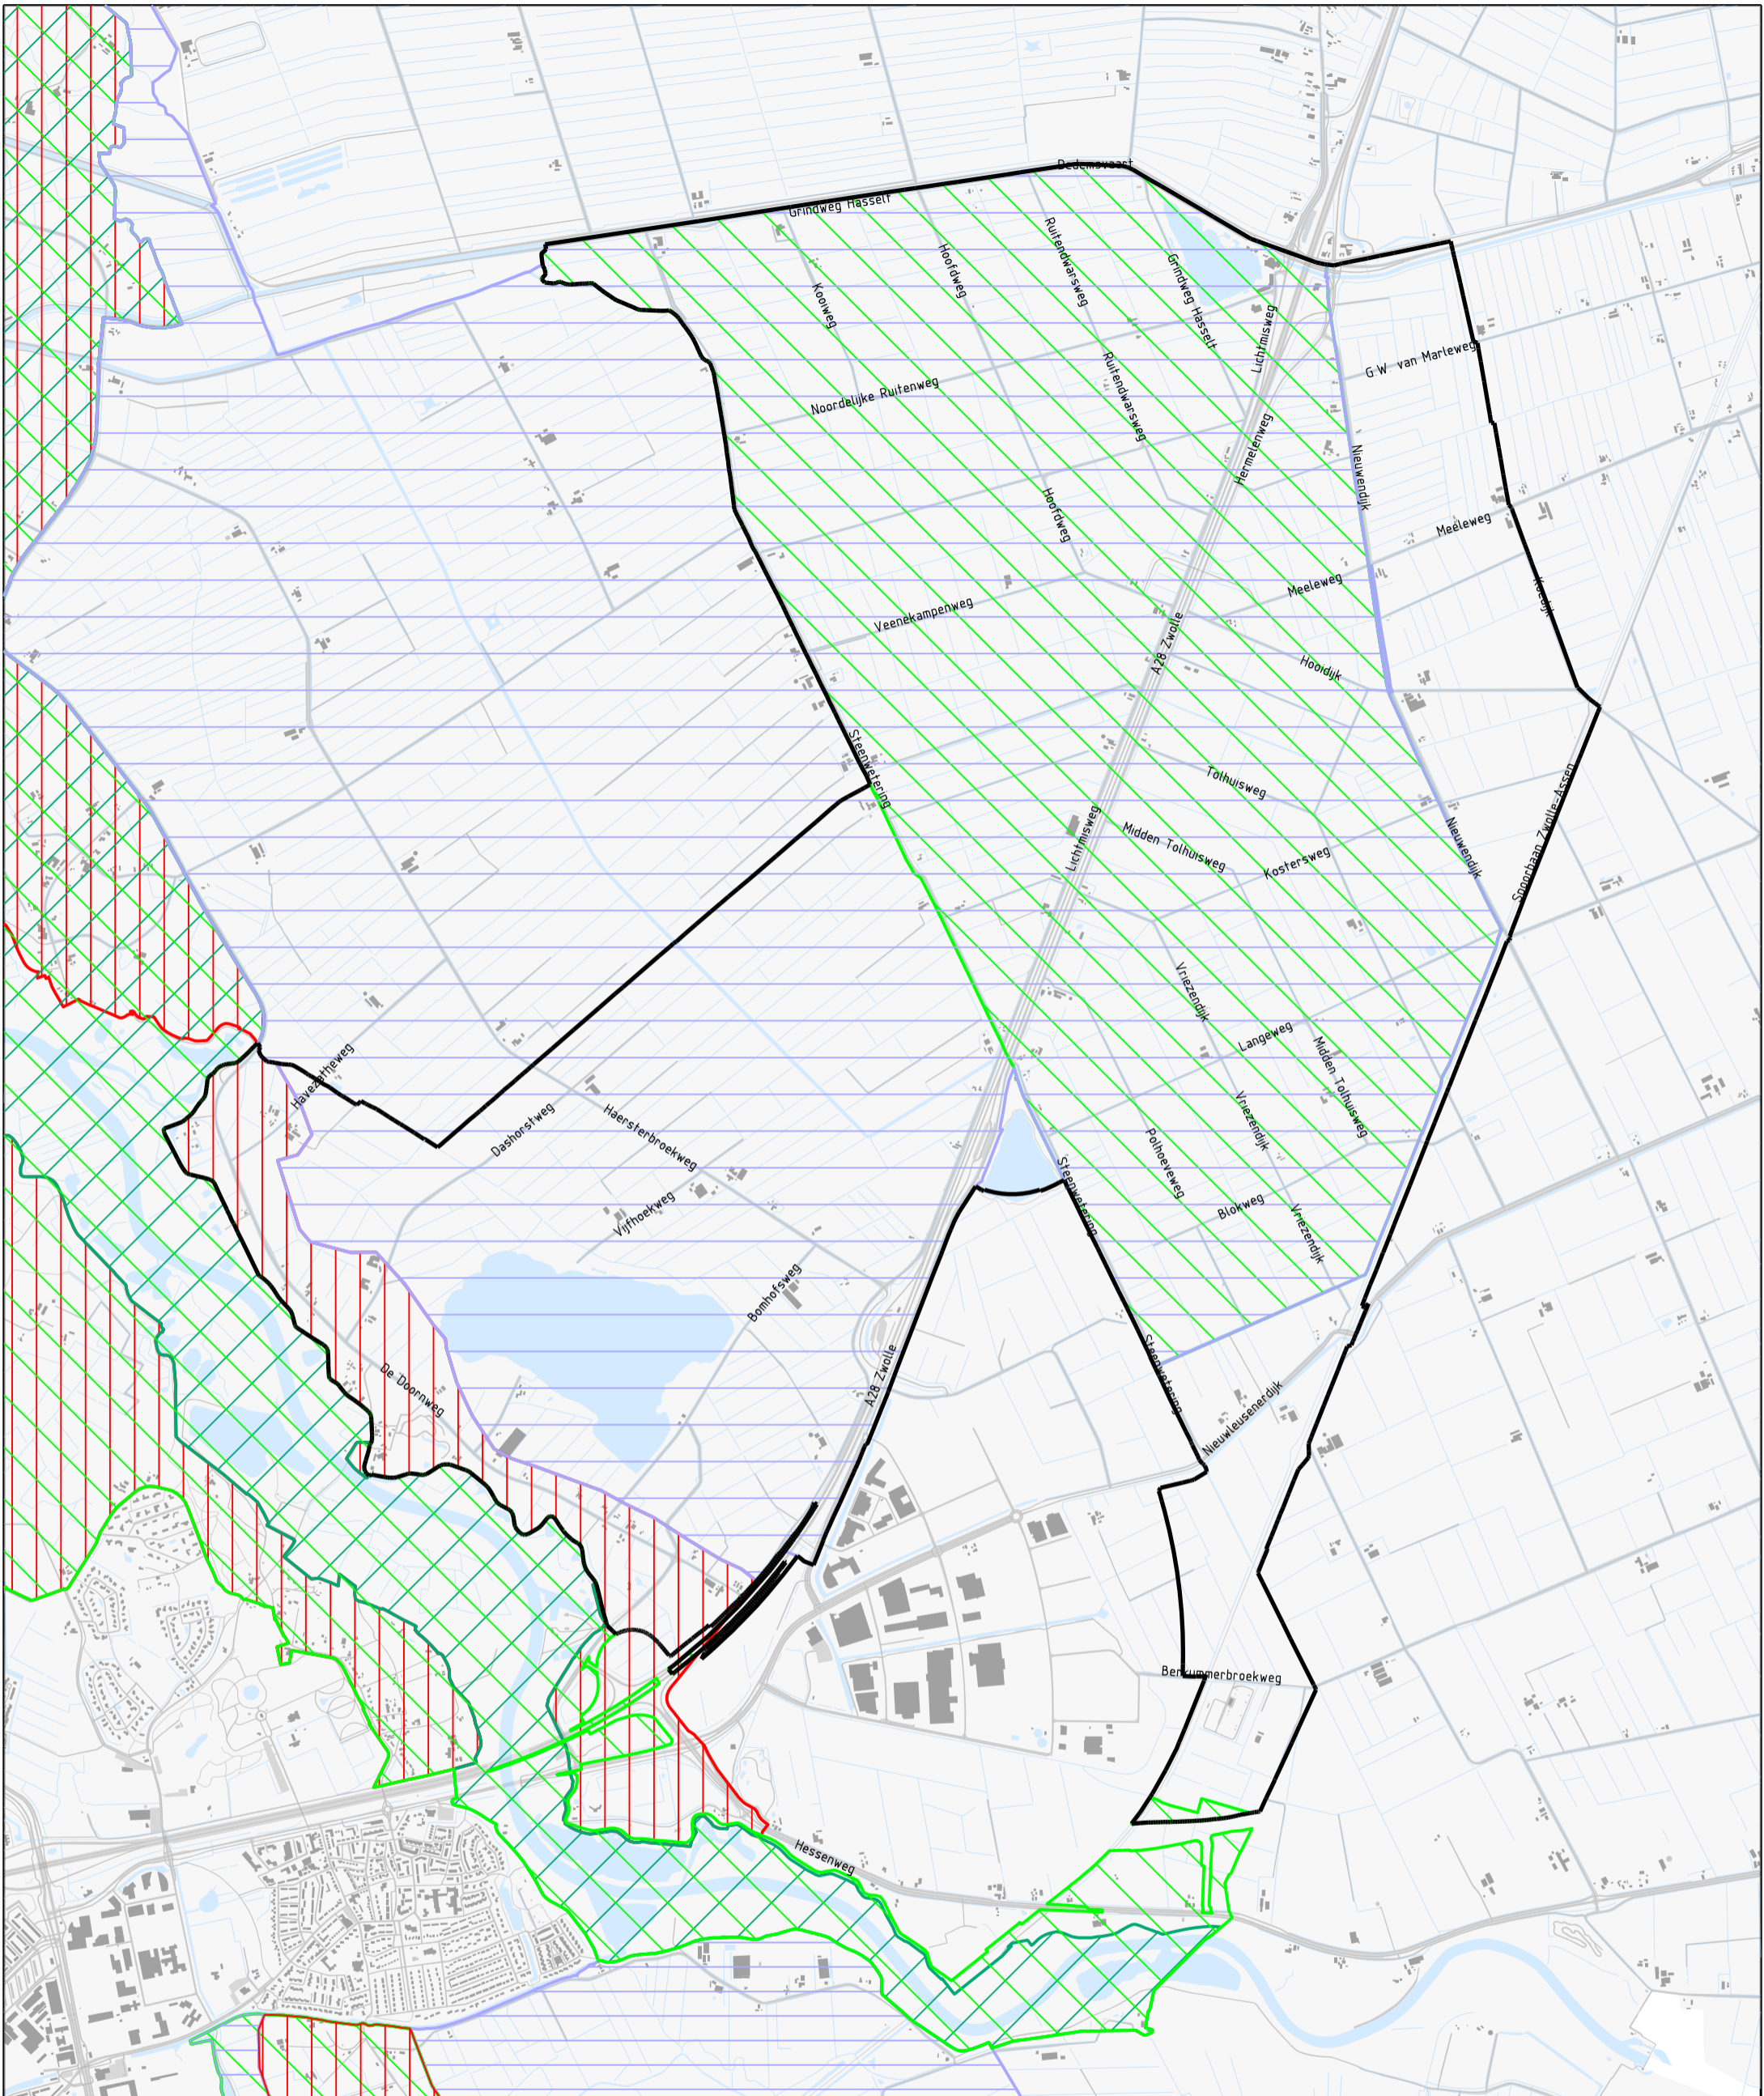 Dedemsvaart
Grindweg Hasselt
Ruitendwarsweg
Hoofdweg
Grindweg Hasselt
Kooiweg
Lichtmisweg
G W van Marleweg
Ruitendwarsweg
Noordelijke Ruitenweg
Hermelenweg
Nieuwendijk
Hoofdweg
Meeleweg
Meeleweg
Koedijk
Veenekampenweg
A28 Zwolle
Hooidijk
Steenwetering
Tolhuisweg
Spoorbaan Zwolle-Assen
Lichtmisweg
Midden Tolhuisweg
Nieuwendijk
Kostersweg
Vriezendijk
Langeweg
Midden Tolhuisweg
Havezatheweg
Dashorstweg
Haersterbroekweg
Vriezendijk
Polhoeveweg
Steenwetering
Vijfhoekweg
Blokweg
Vriezendijk
Bomhofsweg
A28 Zwolle
De Doornweg
Steenwetering
Nieuwleusenerdijk
Berkummerbroekweg
Hessenweg